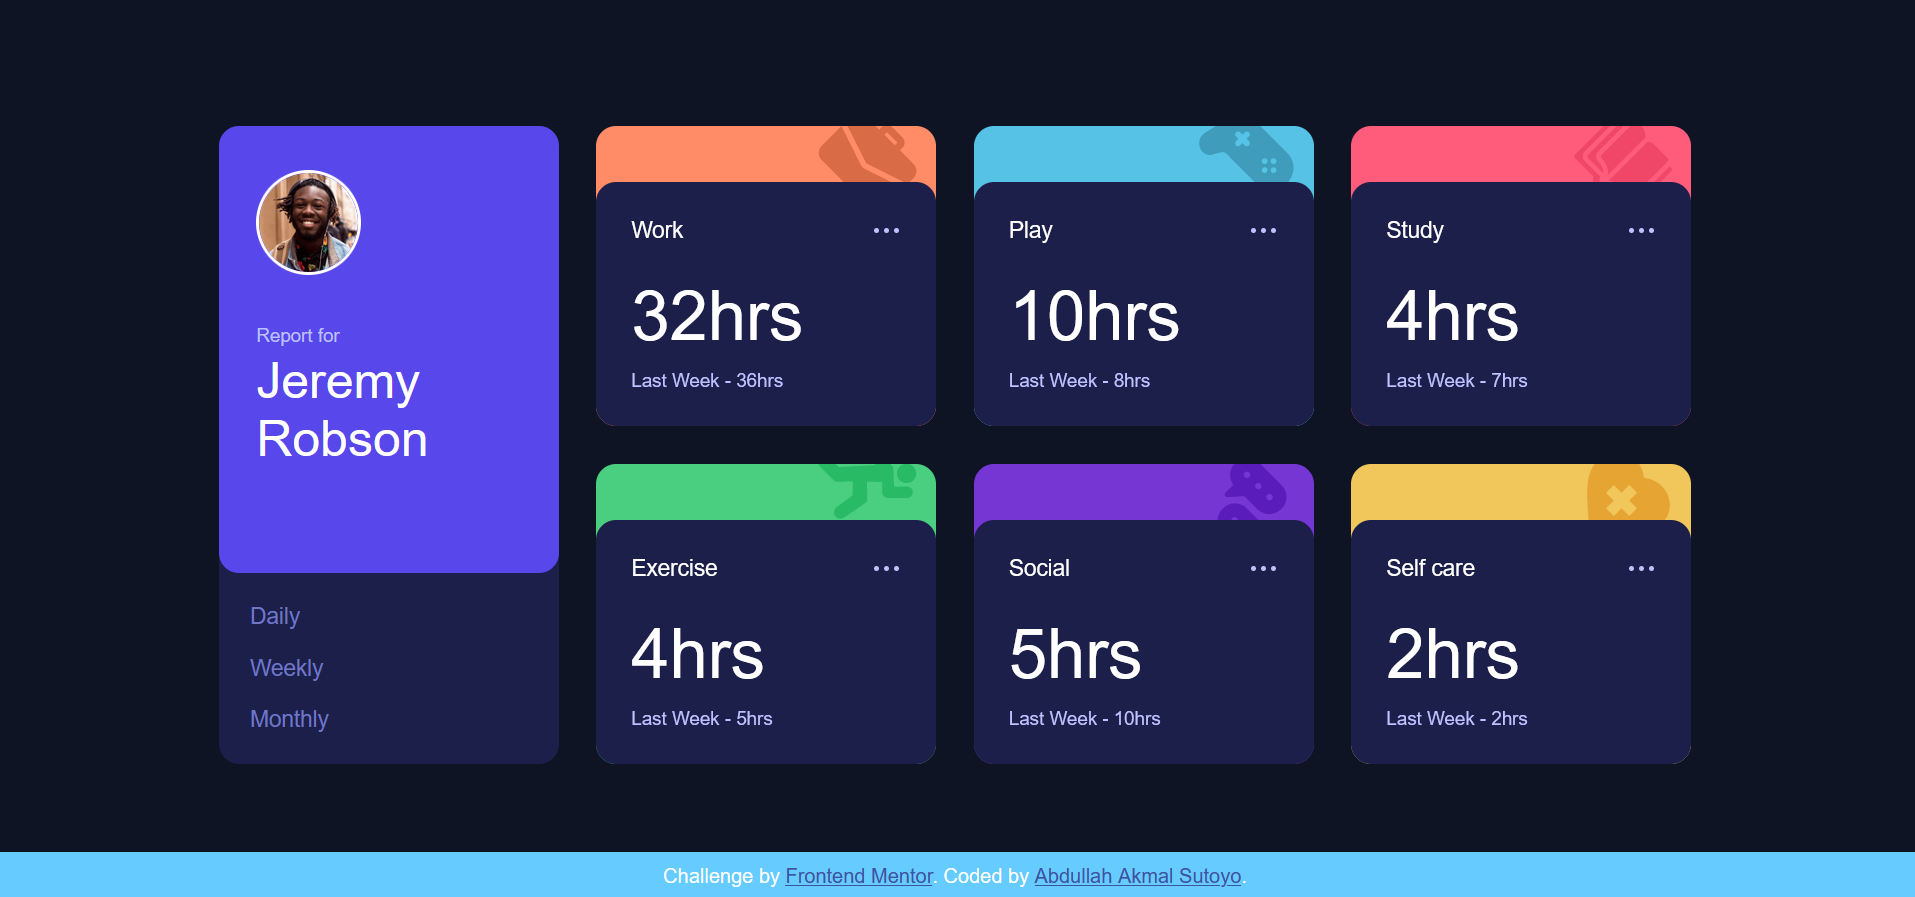 Report for
Jeremy
Robson
Daily
Weekly
Monthly
Work
32hrs
Last Week - 36hrs
Play
10hrs
Last Week - 8hrs
Study
4hrs
Last Week - 7hrs
Exercise
4hrs
Last Week - 5hrs
Social
5hrs
Last Week - 10hrs
Self care
2hrs
Last Week - 2hrs
Challenge by Frontend Mentor. Coded by Abdullah Akmal Sutoyo.